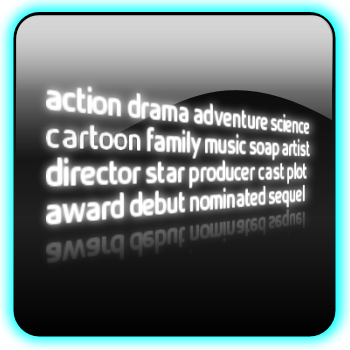 action drama adventure science
cartoon family music soap artist
director star producer cast plot
award debut nominated sequel